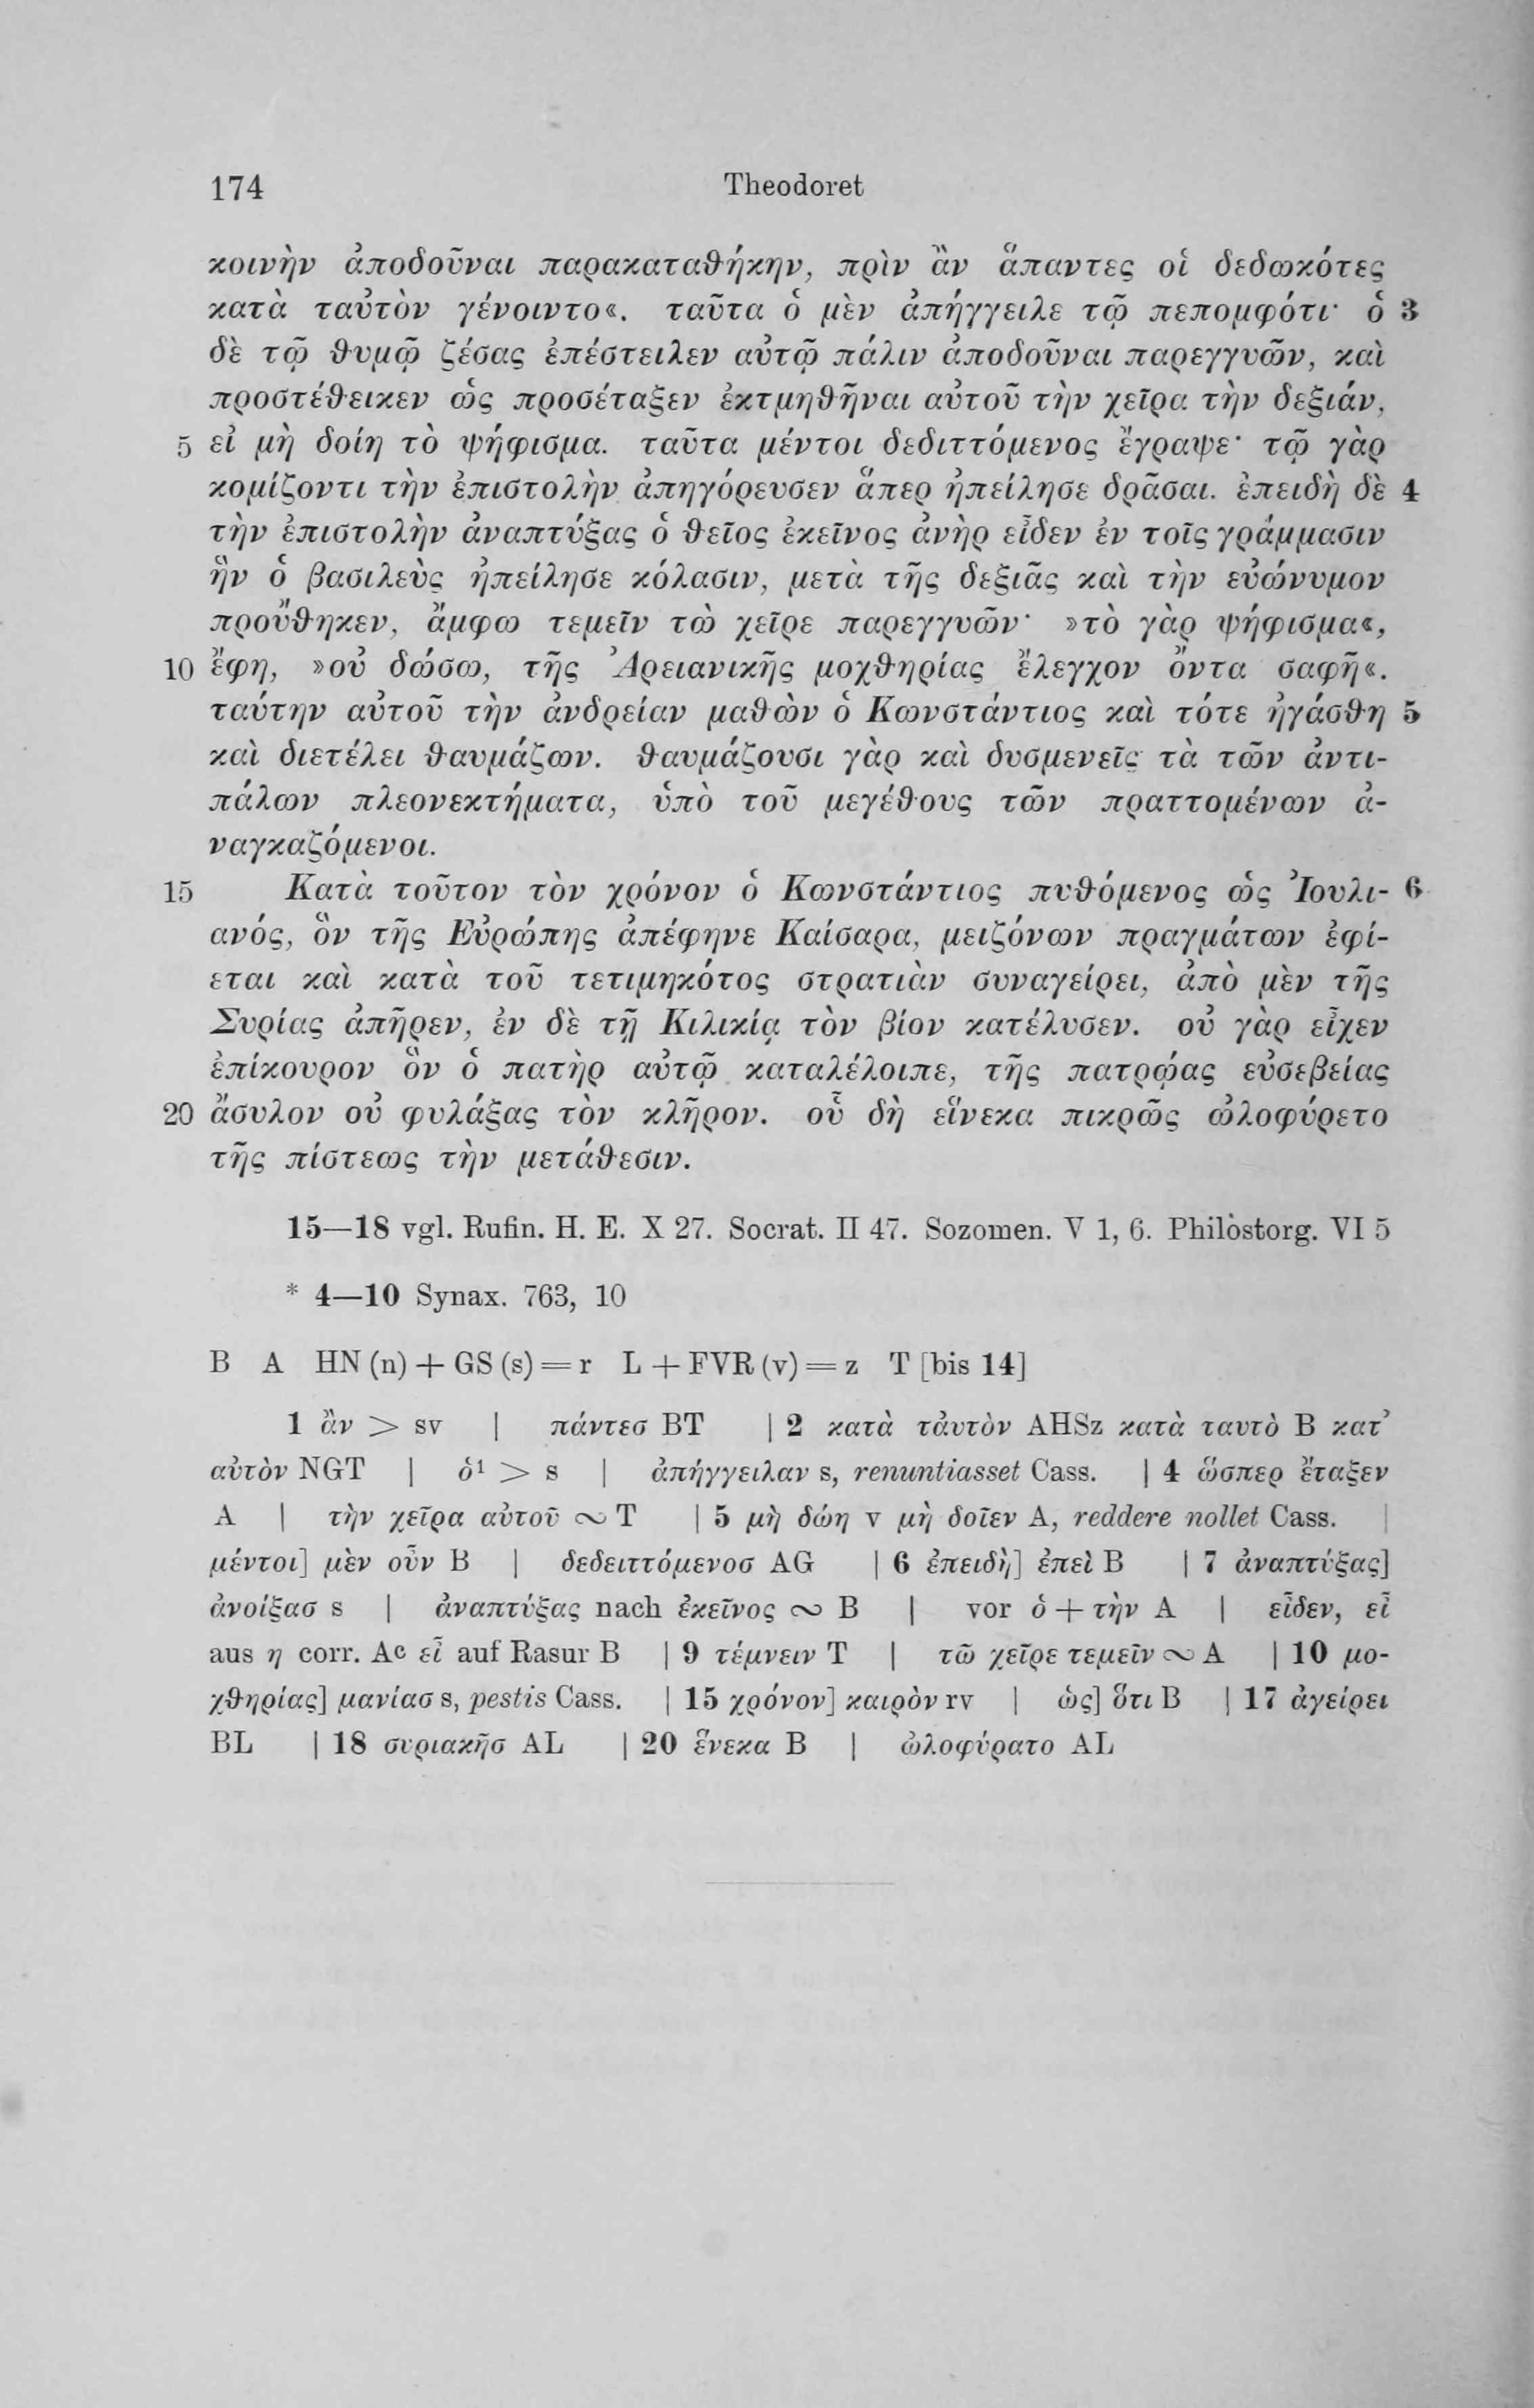 174 Theodoret
κοινὴν ἀποδοῦναι παρακαταθήκην, πρὶν ἂν ἅπαντες οἱ δεδωκότες
κατὰ ταὐτὸν γένοιντο«. ταῦτα ὁ μὲν ἀπήγγειλε τῷ πεπομφότι· ὁ 3
δὲ τῷ θυμῷ ζέσας ἐπέστειλεν αὐτῷ πάλιν ἀποδοῦναι παρεγγυῶν, καὶ
προστέθεικεν ὡς προσέταξεν ἐκτμηθῆναι αὐτοῦ τὴν χεῖρα τὴν δεξιάν,
5 εἰ μὴ δοίη τὸ ψήφισμα. ταῦτα μέντοι δεδιττόμενος ἔγραψε· τῷ γὰρ
κομίζοντι τὴν ἐπιστολὴν ἀπηγόρευσεν ἅπερ ἠπείλησε δρᾶσαι. ἐπειδὴ δὲ 4
τὴν ἐπιστολὴν ἀναπτύξας ὁ θεῖος ἐκεῖνος ἀνὴρ εἶδεν ἐν τοῖς γράμμασιν
ἣν ὁ βασιλεὺς ἠπείλησε κόλασιν, μετὰ τῆς δεξιᾶς καὶ τὴν εὐώνυμον
προὔθηκεν, ἄμφω τεμεῖν τὼ χεῖρε παρεγγυῶν· »τὸ γὰρ ψήφισμα«,
10 ἔφη, »οὐ δώσω, τῆς Ἀρειανικῆς μοχθηρίας ἔλεγχον ὄντα σαφῆ«.
ταύτην αὐτοῦ τὴν ἀνδρείαν μαθὼν ὁ Κωνστάντιος καὶ τότε ἠγάσθη 5
καὶ διετέλει θαυμάζων. θαυμάζουσι γὰρ καὶ δυσμενεῖς τὰ τῶν ἀντι-
πάλων πλεονεκτήματα, ὑπὸ τοῦ μεγέθους τῶν πραττομένων ἀ-
ναγκαζόμενοι.
15 Κατὰ τοῦτον τὸν χρόνον ὁ Κωνστάντιος πυθόμενος ὡς Ἰουλι- 6
ανός, ὃν τῆς Εὐρώπης ἀπέφηνε Καίσαρα, μειζόνων πραγμάτων ἐφί-
εται καὶ κατὰ τοῦ τετιμηκότος στρατιὰν συναγείρει, ἀπὸ μὲν τῆς
Συρίας ἀπῆρεν, ἐν δὲ τῇ Κιλικίᾳ τὸν βίον κατέλυσεν. οὐ γὰρ εἶχεν
ἐπίκουρον ὃν ὁ πατὴρ αὐτῷ καταλέλοιπε, τῆς πατρῴας εὐσεβείας
20 ἄσυλον οὐ φυλάξας τὸν κλῆρον. οὗ δὴ εἵνεκα πικρῶς ὠλοφύρετο
τῆς πίστεως τὴν μετάθεσιν.
15—18 vgl. Rufin. H. E. X 27. Socrat. II 47. Sozomen. V 1, 6. Philostorg. VI 5
* 4—10 Synax. 763, 10
B A HN (n) + GS (s) = r L + FVR (v) = z T [bis 14]
1 ἂν > sv | πάντεσ BT | 2 κατὰ τἀυτὸν AHSz κατὰ ταυτὸ B κατ’
αὐτὸν NGT | ὁ¹ > s | ἀπήγγειλαν s, renuntiasset Cass. | 4 ὥσπερ ἔταξεν
A | τὴν χεῖρα αὐτοῦ ∾ T | 5 μὴ δώη v μὴ δοῖεν A, reddere nollet Cass. |
μέντοι] μὲν οὖν B | δεδειττόμενοσ AG | 6 ἐπειδὴ] ἐπεὶ B | 7 ἀναπτύξας]
ἀνοίξασ s | ἀναπτύξας nach ἐκεῖνος ∾ B | vor ὁ + τὴν A | εἶδεν, εἶ
aus η corr. Aᶜ εἶ auf Rasur B | 9 τέμνειν T | τῶ χεῖρε τεμεῖν ∾ A | 10 μο-
χθηρίας] μανίασ s, pestis Cass. | 15 χρόνον] καιρὸν rv | ὡς] ὅτι B | 17 ἀγείρει
BL | 18 συριακῆσ AL | 20 ἕνεκα B | ὠλοφύρατο AL